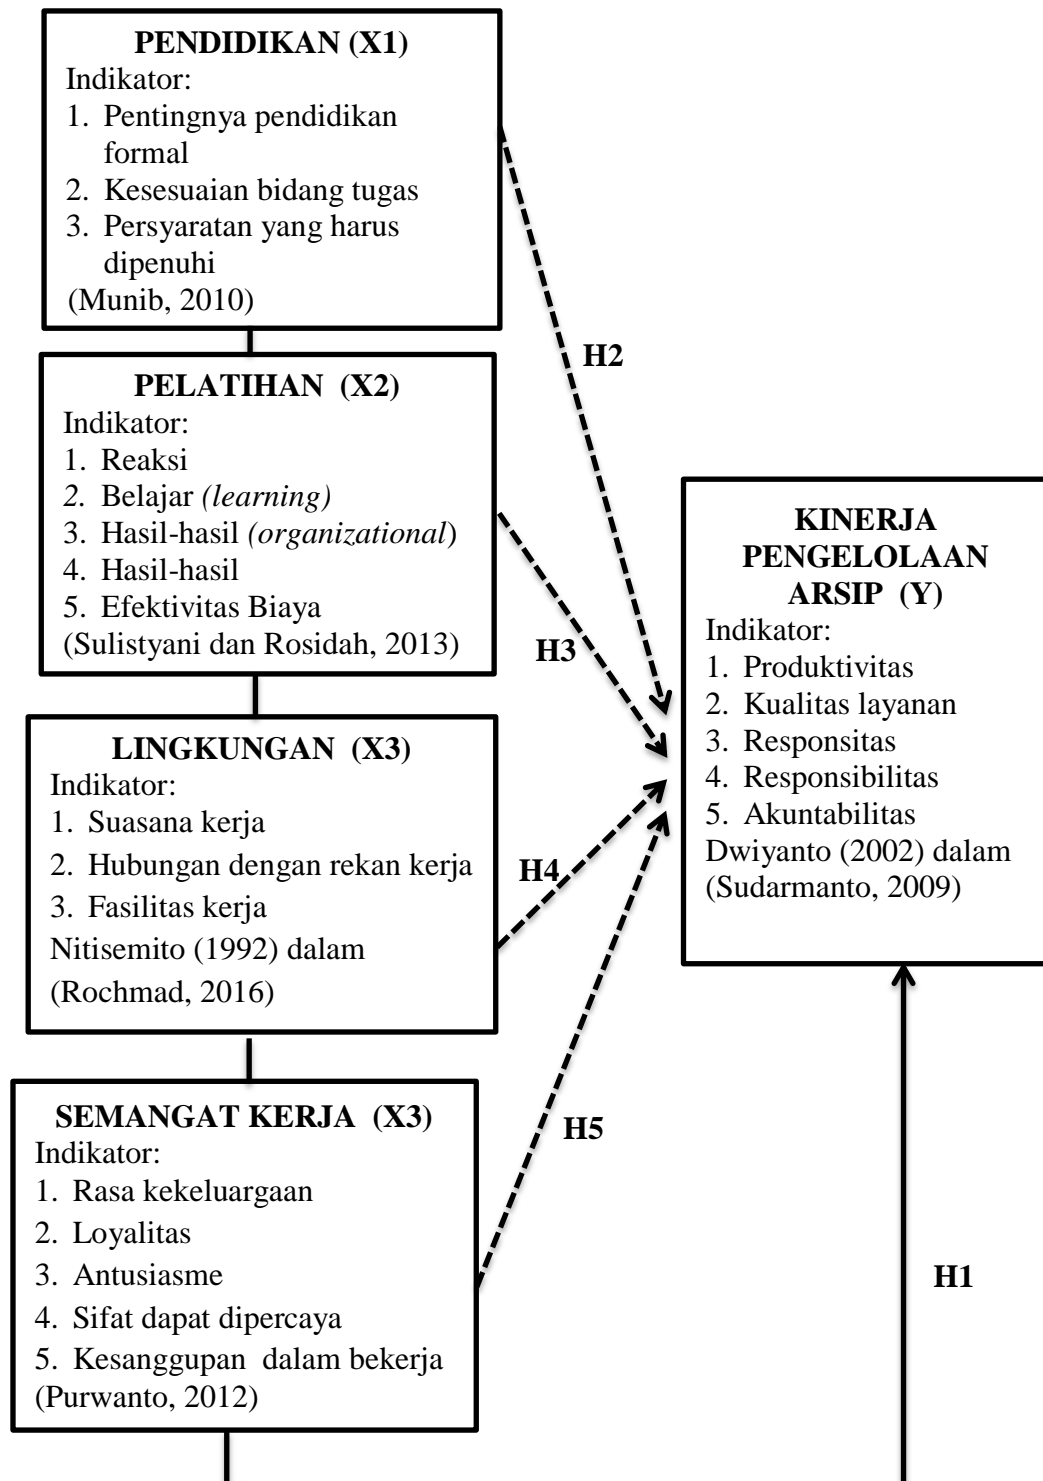 PENDIDIKAN (X1)
Indikator:
1. Pentingnya pendidikan
formal
2. Kesesuaian bidang tugas
3. Persyaratan yang harus
dipenuhi
(Munib, 2010)
H2
PELATIHAN (X2)
Indikator:
1. Reaksi
2. Belajar (learning)
3. Hasil-hasil (organizational)
4. Hasil-hasil
5. Efektivitas Biaya
(Sulistyani dan Rosidah, 2013)
H3
LINGKUNGAN (X3)
Indikator:
1. Suasana kerja
2. Hubungan dengan rekan kerja
3. Fasilitas kerja
Nitisemito (1992) dalam
(Rochmad, 2016)
H4
SEMANGAT KERJA (X3)
Indikator:
1. Rasa kekeluargaan
2. Loyalitas
3. Antusiasme
4. Sifat dapat dipercaya
5. Kesanggupan dalam bekerja
(Purwanto, 2012)
H5
KINERJA
PENGELOLAAN
ARSIP (Y)
Indikator:
1. Produktivitas
2. Kualitas layanan
3. Responsitas
4. Responsibilitas
5. Akuntabilitas
Dwiyanto (2002) dalam
(Sudarmanto, 2009)
H1